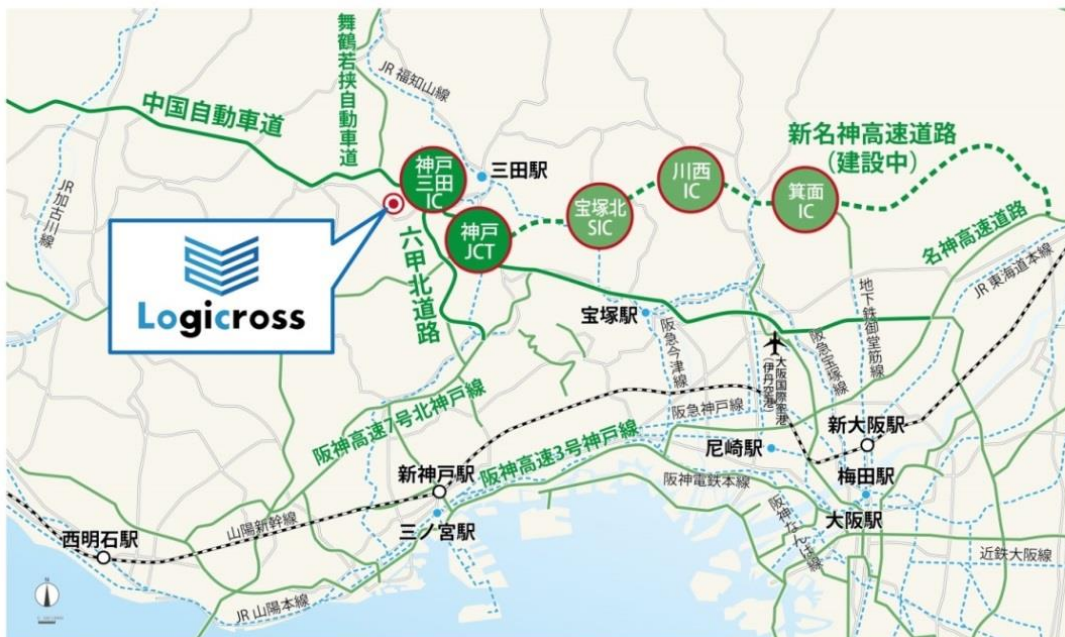 舞鶴若狭自動車道
JR 福知山線
中国自動車道
新名神高速道路
(建設中)
神戸
三田
IC
三田駅
川西
IC
箕面
IC
宝塚北
SIC
神戸
JCT
JR 加古川線
六甲北道路
名神高速道路
JR 東海道本線
Logicross
宝塚駅
阪急今津線
大阪国際空港
(伊丹空港)
阪急宝塚線
地下鉄御堂筋線
阪神高速7号北神戸線
阪急神戸線
新大阪駅
尼崎駅
阪神高速3号神戸線
新神戸駅
梅田駅
阪神電鉄本線
山陽新幹線
三ノ宮駅
阪神なんば線
大阪駅
西明石駅
近鉄大阪線
JR 山陽本線
N